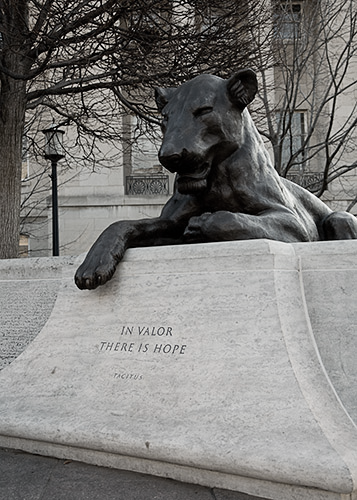 IN VALOR
THERE IS HOPE
TACITUS